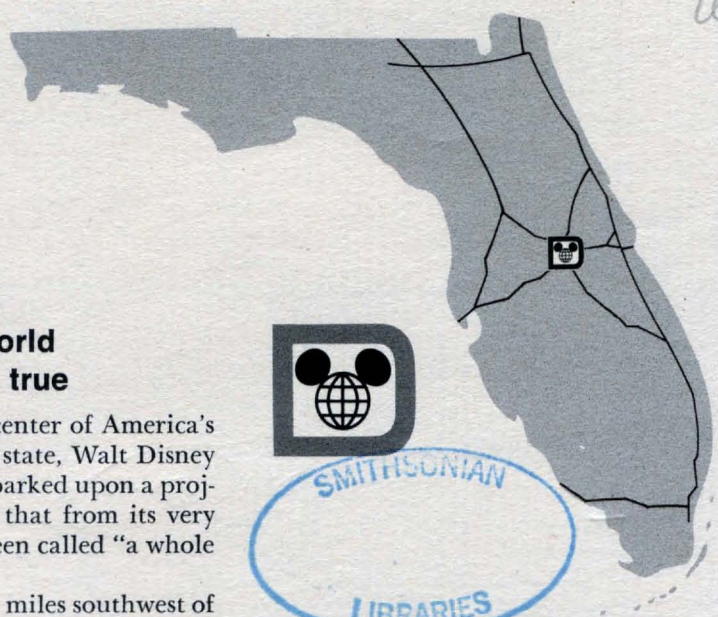 orld
true
enter of America's
state, Walt Disney
barked upon a proj-
that from its very
een called “a whole
miles southwest of
SMITHSONIAN
LIBRARIES